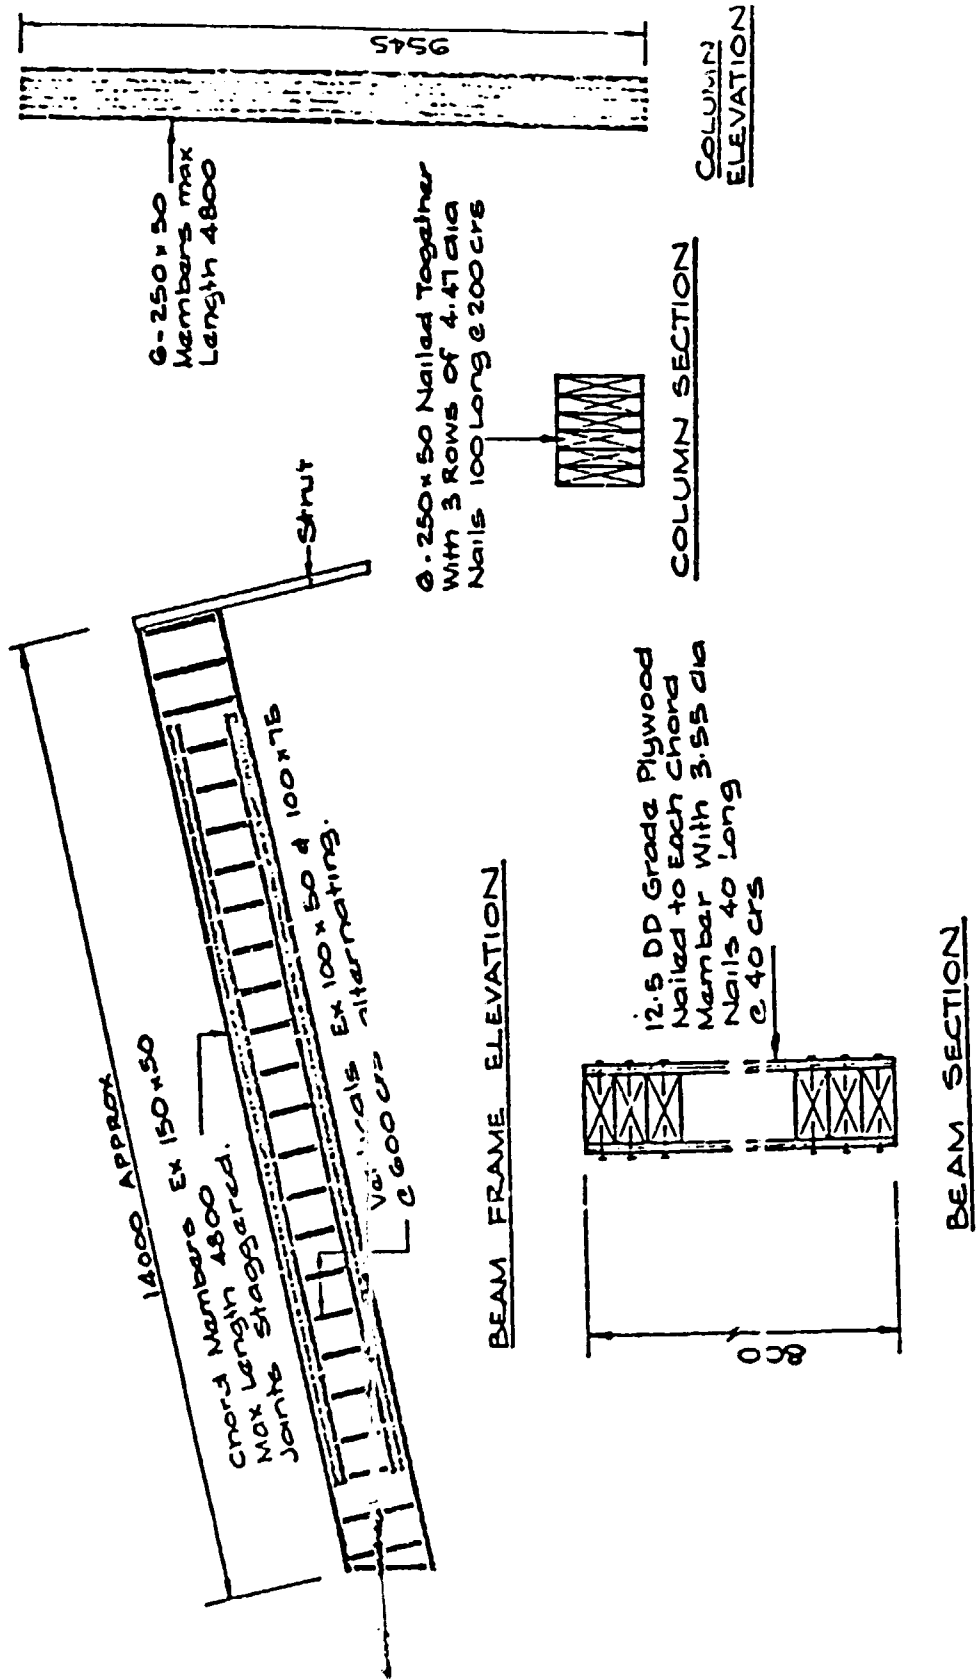 14000 APPROX
Chord Members Ex 150x50
Max Length 4800
Joints Staggered.
Strut
Verticals Ex 100x50 & 100x75
@ 600 crs alternating.
BEAM FRAME ELEVATION
6-250x50
Members max
Length 4800
9545
COLUMN
ELEVATION
6-250x50 Nailed Together
With 3 Rows of 4.47 dia
Nails 100 Long @ 200 crs
COLUMN SECTION
800
12.5 DD Grade Plywood
Nailed to Each Chord
Member With 3.55 dia
Nails 40 Long
@ 40 crs
BEAM SECTION